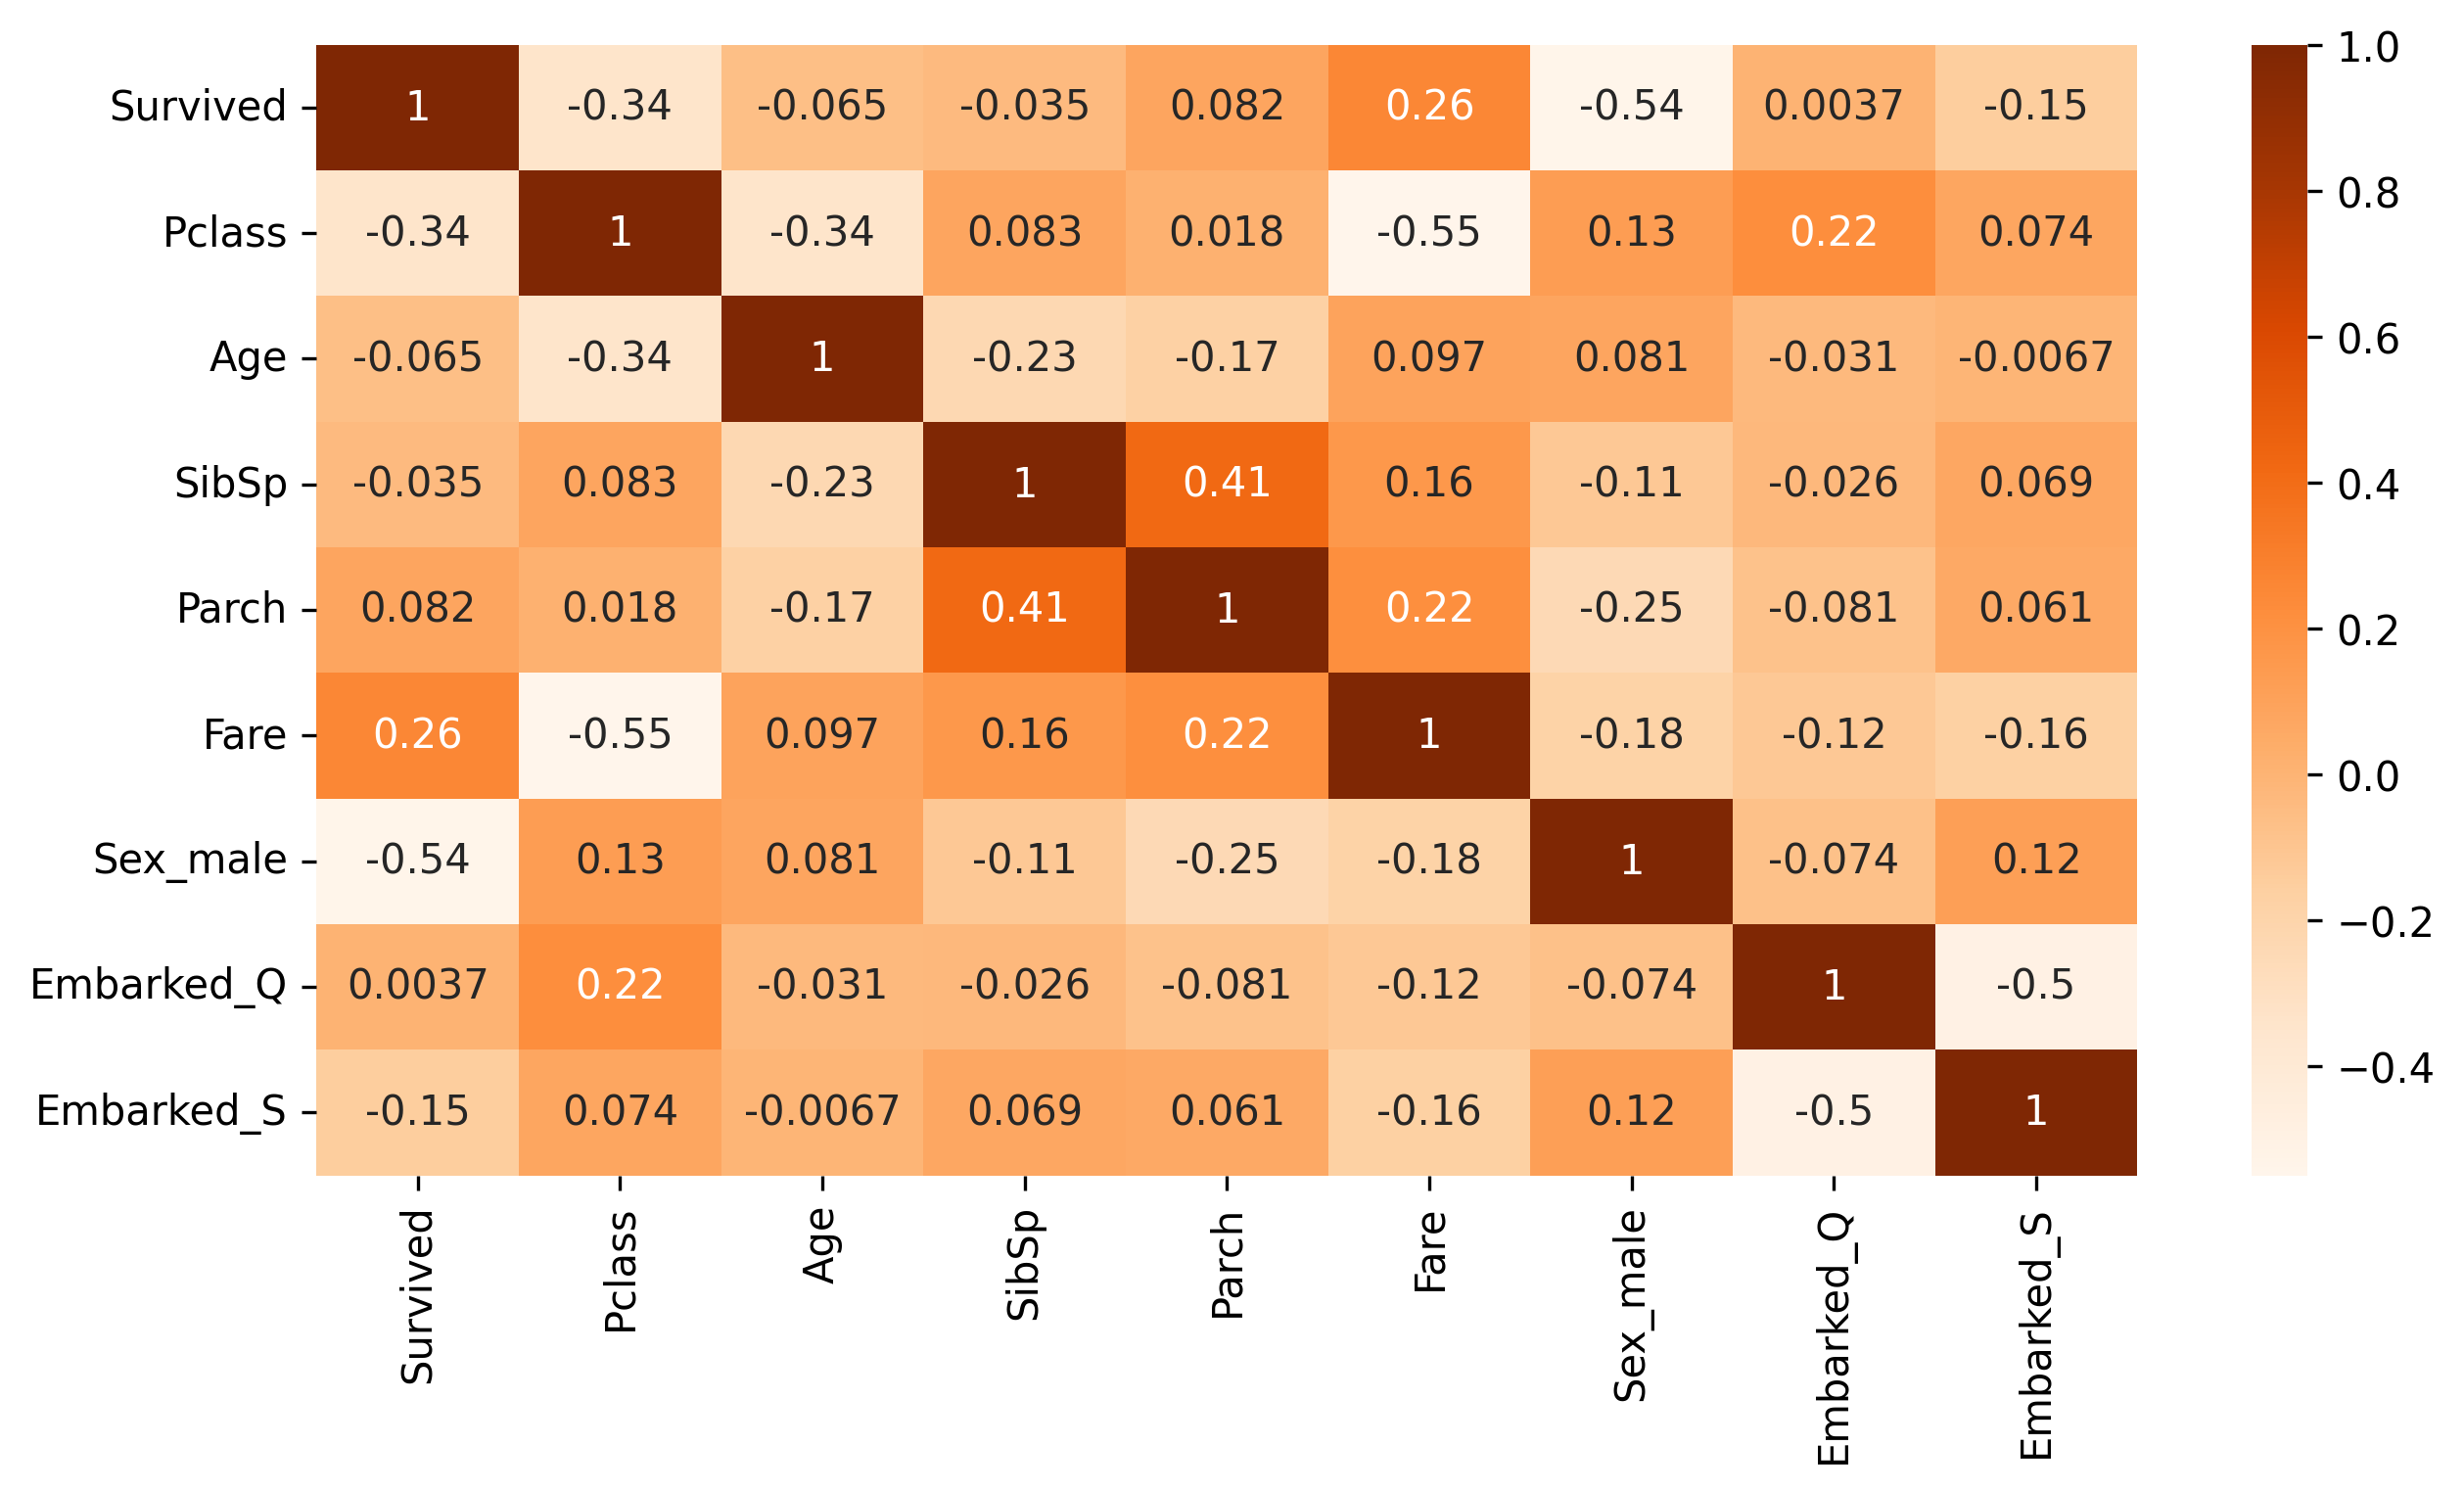 Survived 1 -0.34 -0.065 -0.035 0.082 0.26 -0.54 0.0037 -0.15
Pclass -0.34 1 -0.34 0.083 0.018 -0.55 0.13 0.22 0.074
Age -0.065 -0.34 1 -0.23 -0.17 0.097 0.081 -0.031 -0.0067
SibSp -0.035 0.083 -0.23 1 0.41 0.16 -0.11 -0.026 0.069
Parch 0.082 0.018 -0.17 0.41 1 0.22 -0.25 -0.081 0.061
Fare 0.26 -0.55 0.097 0.16 0.22 1 -0.18 -0.12 -0.16
Sex_male -0.54 0.13 0.081 -0.11 -0.25 -0.18 1 -0.074 0.12
Embarked_Q 0.0037 0.22 -0.031 -0.026 -0.081 -0.12 -0.074 1 -0.5
Embarked_S -0.15 0.074 -0.0067 0.069 0.061 -0.16 0.12 -0.5 1
Survived
Pclass
Age
SibSp
Parch
Fare
Sex_male
Embarked_Q
Embarked_S
1.0
0.8
0.6
0.4
0.2
0.0
−0.2
−0.4